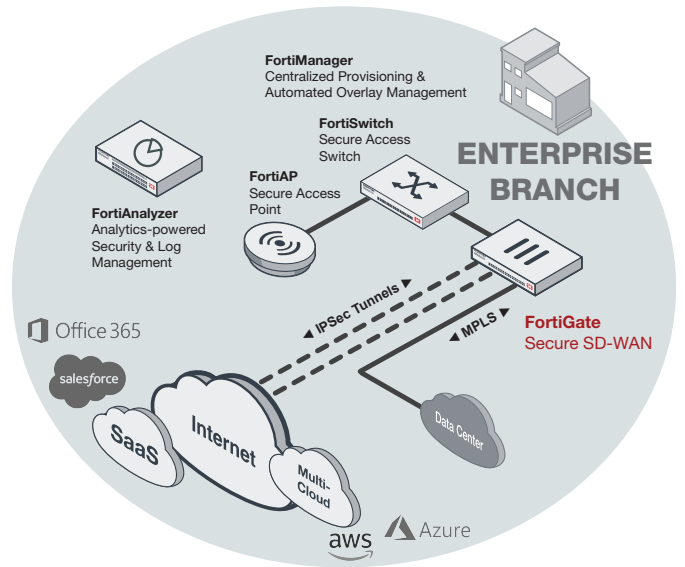 FortiManager
Centralized Provisioning &
Automated Overlay Management
FortiSwitch
Secure Access
Switch
ENTERPRISE
BRANCH
FortiAP
Secure Access
Point
FortiAnalyzer
Analytics-powered
Security & Log
Management
IPSec Tunnels
MPLS
FortiGate
Secure SD-WAN
Office 365
salesforce
SaaS
Internet
Multi-
Cloud
Data Center
aws
Azure